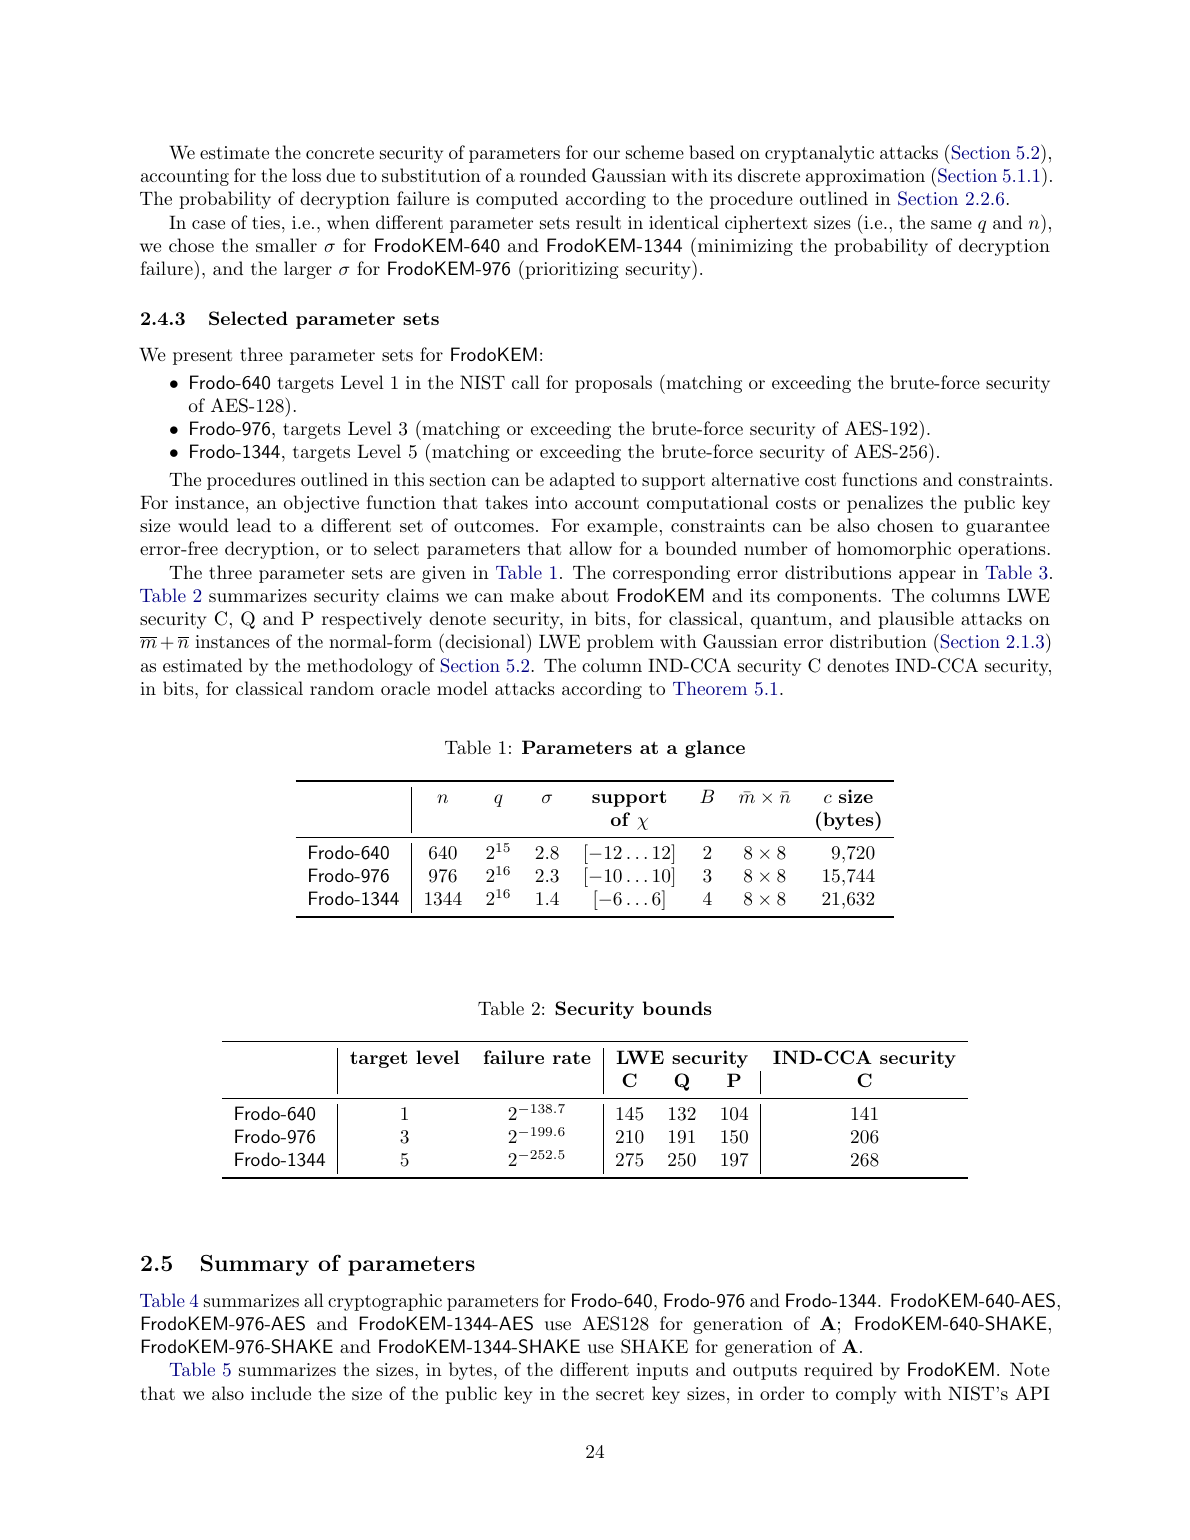 We estimate the concrete security of parameters for our scheme based on cryptanalytic attacks (Section 5.2),
accounting for the loss due to substitution of a rounded Gaussian with its discrete approximation (Section 5.1.1).
The probability of decryption failure is computed according to the procedure outlined in Section 2.2.6.
In case of ties, i.e., when different parameter sets result in identical ciphertext sizes (i.e., the same q and n),
we chose the smaller σ for FrodoKEM-640 and FrodoKEM-1344 (minimizing the probability of decryption
failure), and the larger σ for FrodoKEM-976 (prioritizing security).
2.4.3 Selected parameter sets
We present three parameter sets for FrodoKEM:
• Frodo-640 targets Level 1 in the NIST call for proposals (matching or exceeding the brute-force security
of AES-128).
• Frodo-976, targets Level 3 (matching or exceeding the brute-force security of AES-192).
• Frodo-1344, targets Level 5 (matching or exceeding the brute-force security of AES-256).
The procedures outlined in this section can be adapted to support alternative cost functions and constraints.
For instance, an objective function that takes into account computational costs or penalizes the public key
size would lead to a different set of outcomes. For example, constraints can be also chosen to guarantee
error-free decryption, or to select parameters that allow for a bounded number of homomorphic operations.
The three parameter sets are given in Table 1. The corresponding error distributions appear in Table 3.
Table 2 summarizes security claims we can make about FrodoKEM and its components. The columns LWE
security C, Q and P respectively denote security, in bits, for classical, quantum, and plausible attacks on
m̅ + n̅ instances of the normal-form (decisional) LWE problem with Gaussian error distribution (Section 2.1.3)
as estimated by the methodology of Section 5.2. The column IND-CCA security C denotes IND-CCA security,
in bits, for classical random oracle model attacks according to Theorem 5.1.
Table 1: Parameters at a glance
n q σ support B m̄ × n̄ c size
of χ (bytes)
Frodo-640 640 2¹⁵ 2.8 [−12 . . . 12] 2 8 × 8 9,720
Frodo-976 976 2¹⁶ 2.3 [−10 . . . 10] 3 8 × 8 15,744
Frodo-1344 1344 2¹⁶ 1.4 [−6 . . . 6] 4 8 × 8 21,632
Table 2: Security bounds
target level failure rate LWE security IND-CCA security
C Q P C
Frodo-640 1 2^−138.7 145 132 104 141
Frodo-976 3 2^−199.6 210 191 150 206
Frodo-1344 5 2^−252.5 275 250 197 268
2.5 Summary of parameters
Table 4 summarizes all cryptographic parameters for Frodo-640, Frodo-976 and Frodo-1344. FrodoKEM-640-AES,
FrodoKEM-976-AES and FrodoKEM-1344-AES use AES128 for generation of A; FrodoKEM-640-SHAKE,
FrodoKEM-976-SHAKE and FrodoKEM-1344-SHAKE use SHAKE for generation of A.
Table 5 summarizes the sizes, in bytes, of the different inputs and outputs required by FrodoKEM. Note
that we also include the size of the public key in the secret key sizes, in order to comply with NIST's API
24